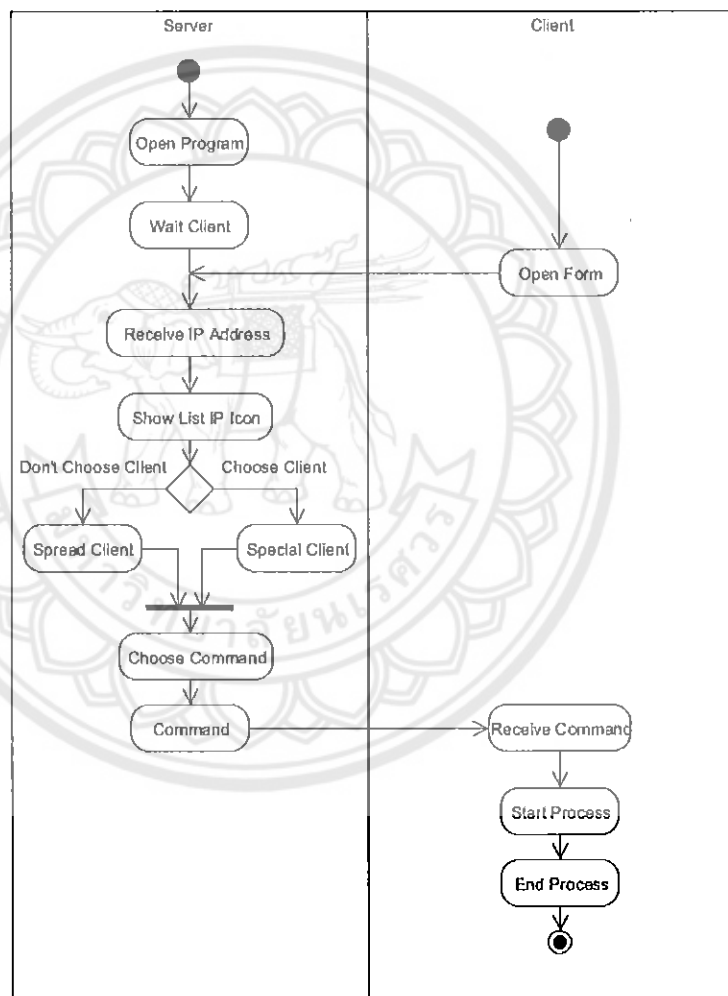 Server
Client
Open Program
Wait Client
Open Form
Receive IP Address
Show List IP Icon
Don't Choose Client
Choose Client
Spread Client
Special Client
Choose Command
Command
Receive Command
Start Process
End Process